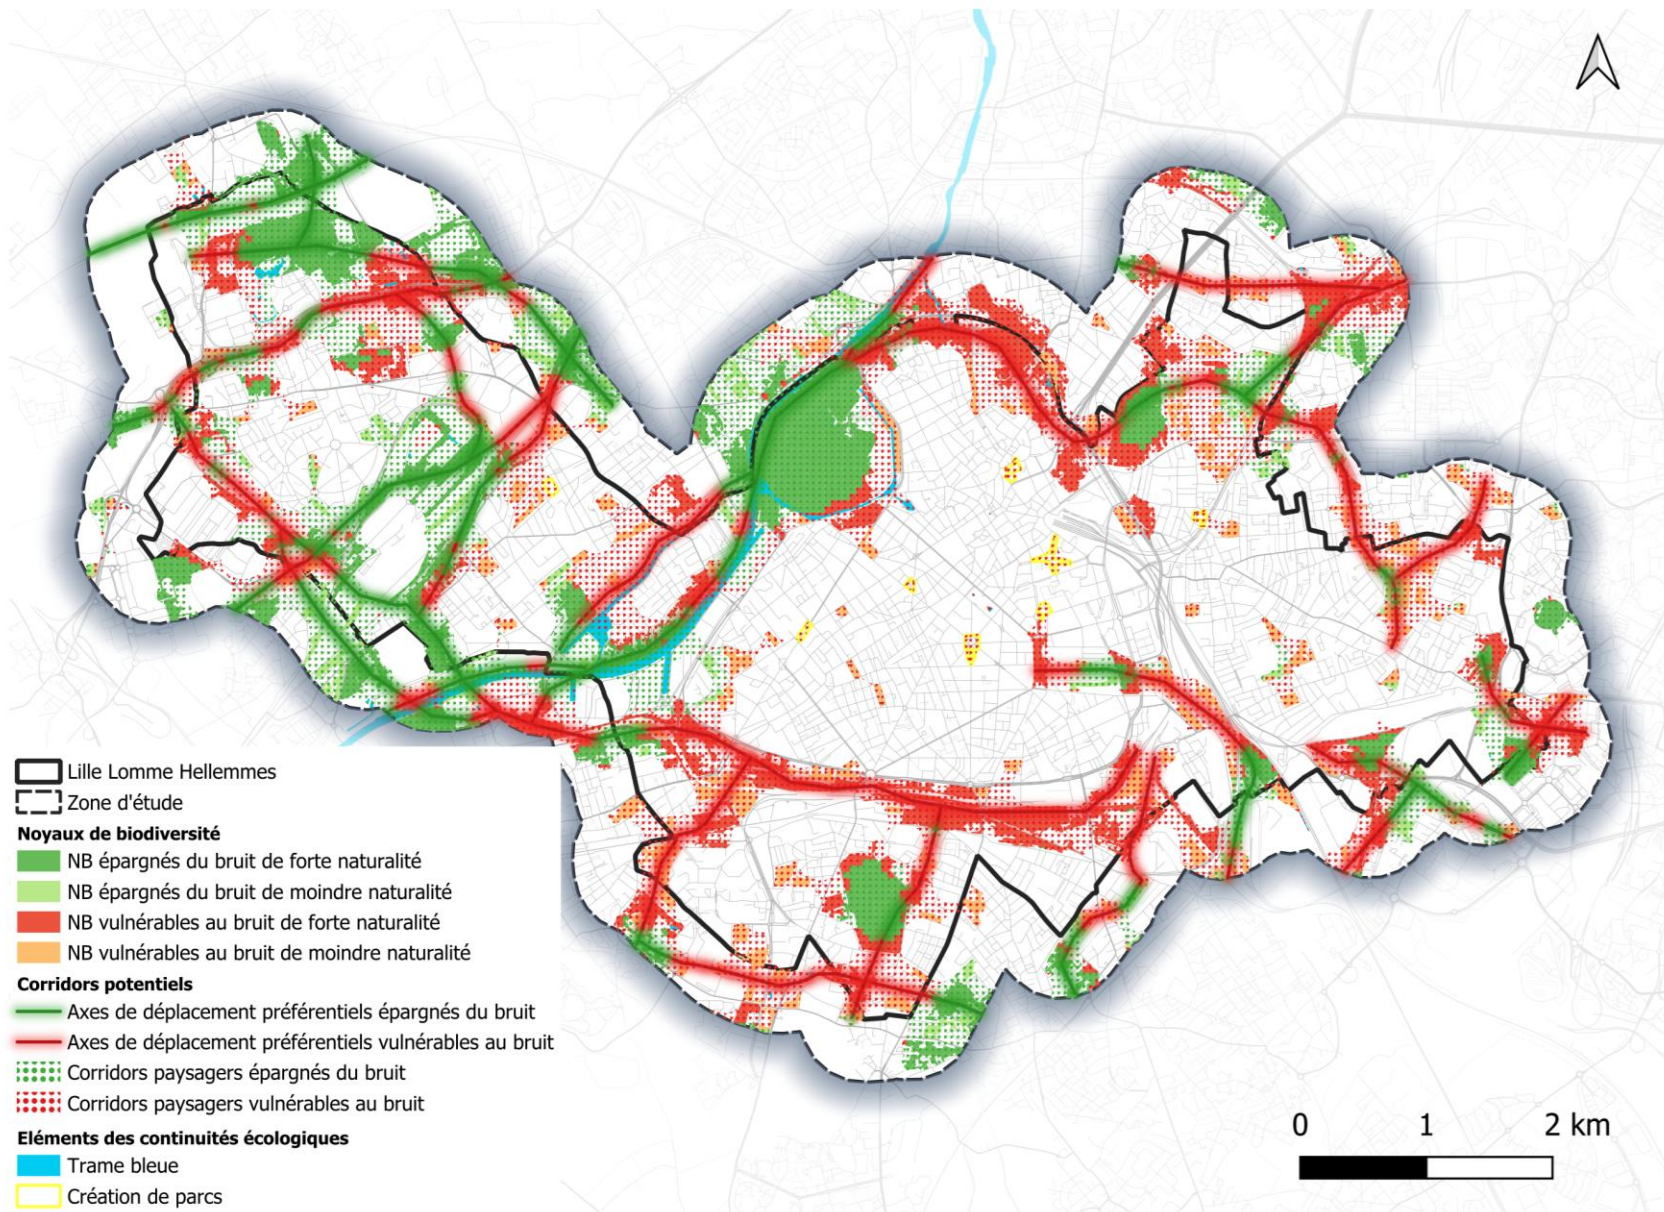 Lille Lomme Hellemmes
Zone d'étude
Noyaux de biodiversité
NB épargnés du bruit de forte naturalité
NB épargnés du bruit de moindre naturalité
NB vulnérables au bruit de forte naturalité
NB vulnérables au bruit de moindre naturalité
Corridors potentiels
Axes de déplacement préférentiels épargnés du bruit
Axes de déplacement préférentiels vulnérables au bruit
Corridors paysagers épargnés du bruit
Corridors paysagers vulnérables au bruit
Eléments des continuités écologiques
Trame bleue
Création de parcs
0 1 2 km